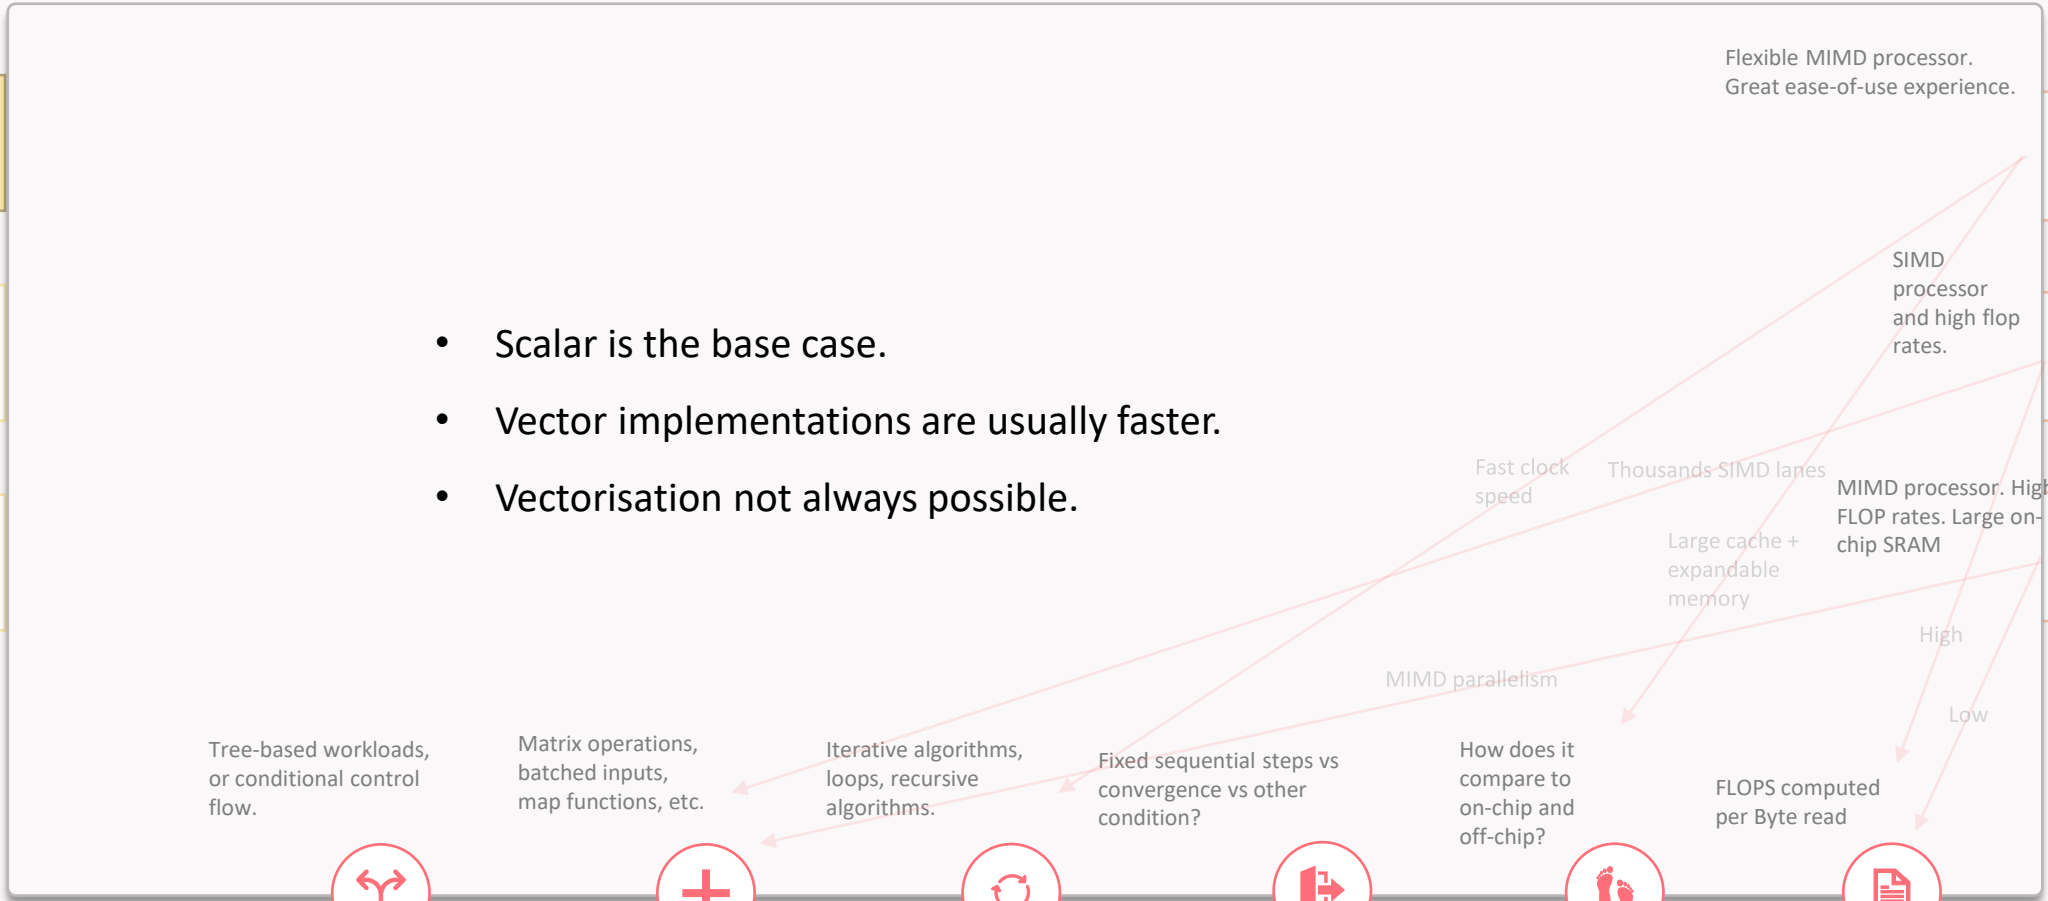 Flexible MIMD processor.
Great ease-of-use experience.
SIMD
processor
and high flop
rates.
• Scalar is the base case.
• Vector implementations are usually faster.
• Vectorisation not always possible.
Fast clock
speed
Thousands SIMD lanes
MIMD processor. High
FLOP rates. Large on-
chip SRAM
Large cache +
expandable
memory
High
MIMD parallelism
Low
Tree-based workloads,
or conditional control
flow.
Matrix operations,
batched inputs,
map functions, etc.
Iterative algorithms,
loops, recursive
algorithms.
Fixed sequential steps vs
convergence vs other
condition?
How does it
compare to
on-chip and
off-chip?
FLOPS computed
per Byte read